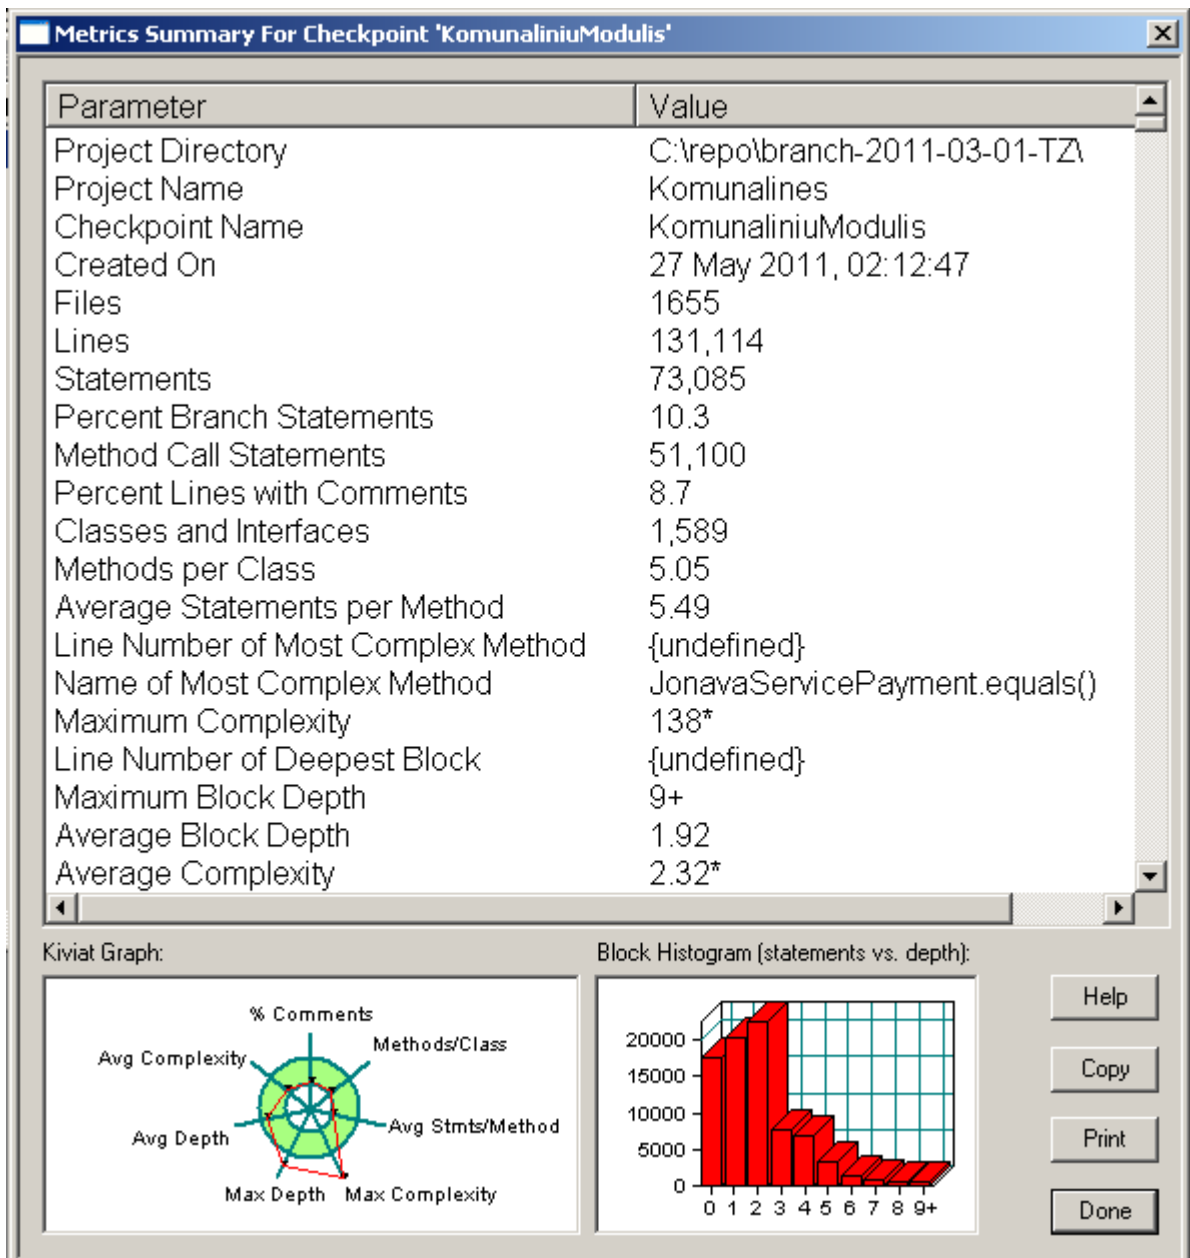 Metrics Summary For Checkpoint 'KomunaliniuModulis'
Parameter Value
Project Directory C:\repo\branch-2011-03-01-TZ\
Project Name Komunalines
Checkpoint Name KomunaliniuModulis
Created On 27 May 2011, 02:12:47
Files 1655
Lines 131,114
Statements 73,085
Percent Branch Statements 10.3
Method Call Statements 51,100
Percent Lines with Comments 8.7
Classes and Interfaces 1,589
Methods per Class 5.05
Average Statements per Method 5.49
Line Number of Most Complex Method {undefined}
Name of Most Complex Method JonavaServicePayment.equals()
Maximum Complexity 138*
Line Number of Deepest Block {undefined}
Maximum Block Depth 9+
Average Block Depth 1.92
Average Complexity 2.32*
Kiviat Graph:
% Comments
Methods/Class
Avg Complexity
Avg Stmts/Method
Avg Depth
Max Depth Max Complexity
Block Histogram (statements vs. depth):
20000
15000
10000
5000
0
0 1 2 3 4 5 6 7 8 9+
Help
Copy
Print
Done